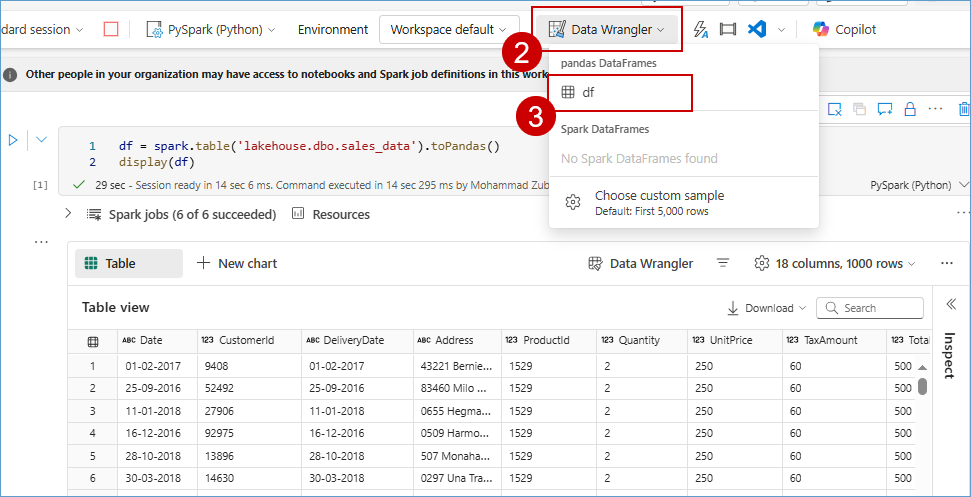 dard session
PySpark (Python)
Environment
Workspace default
Data Wrangler
Copilot
2
pandas DataFrames
Other people in your organization may have access to notebooks and Spark job definitions in this work
df
3
Spark DataFrames
No Spark DataFrames found
1 df = spark.table('lakehouse.dbo.sales_data').toPandas()
2 display(df)
[1]
29 sec - Session ready in 14 sec 6 ms. Command executed in 14 sec 295 ms by Mohammad Zub
PySpark (Python)
Choose custom sample
Default: First 5,000 rows
Spark jobs (6 of 6 succeeded)
Resources
Table
New chart
Data Wrangler
18 columns, 1000 rows
Table view
Download
Search
Inspect
ABC Date 123 CustomerId ABC DeliveryDate ABC Address 123 ProductId 123 Quantity 123 UnitPrice 123 TaxAmount 123 Total
1 01-02-2017 9408 01-02-2017 43221 Bernie... 1529 2 250 60 500
2 25-09-2016 52492 25-09-2016 83460 Milo ... 1529 2 250 60 500
3 11-01-2018 27906 11-01-2018 0655 Hegma... 1529 2 250 60 500
4 16-12-2016 92975 16-12-2016 0509 Harmo... 1529 2 250 60 500
5 28-10-2018 13896 28-10-2018 507 Monaha... 1529 2 250 60 500
6 30-03-2018 14630 30-03-2018 0297 Una Tra... 1529 2 250 60 500